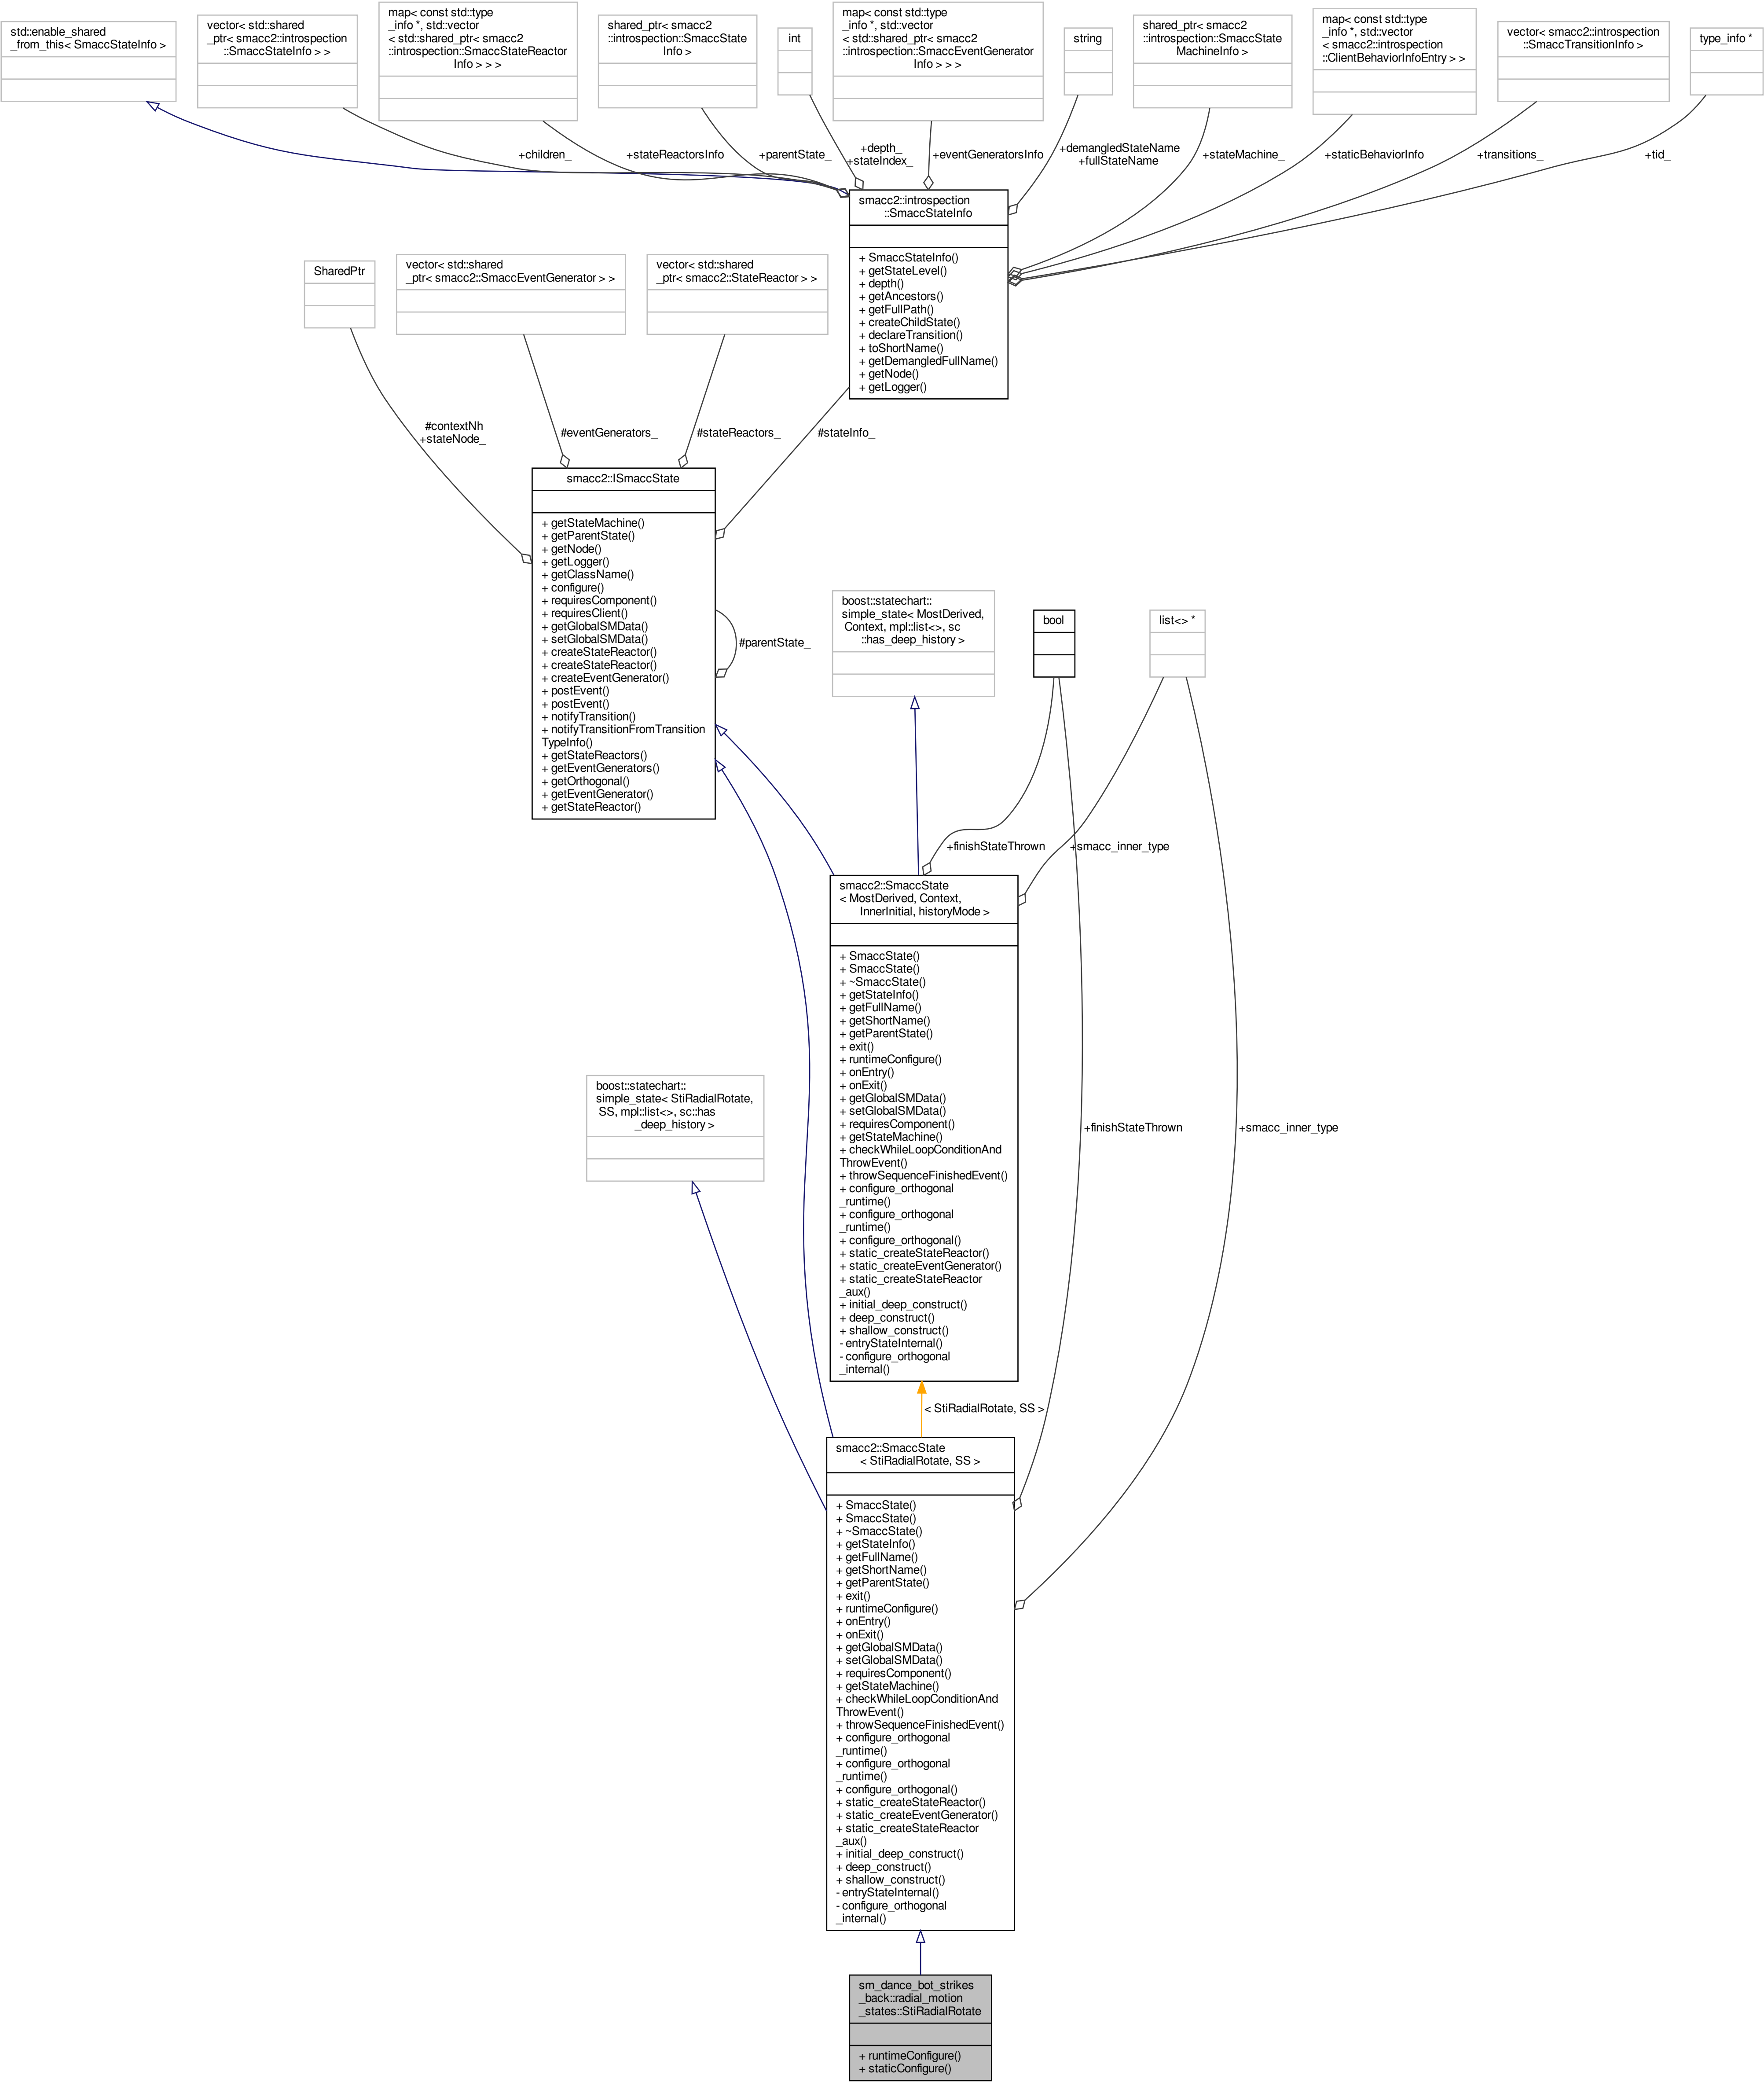 std::enable_shared
_from_this< SmaccStateInfo >
vector< std::shared
_ptr< smacc2::introspection
::SmaccStateInfo > >
map< const std::type
_info *, std::vector
< std::shared_ptr< smacc2
::introspection::SmaccStateReactor
Info > > >
shared_ptr< smacc2
::introspection::SmaccState
Info >
int
map< const std::type
_info *, std::vector
< std::shared_ptr< smacc2
::introspection::SmaccEventGenerator
Info > > >
string
shared_ptr< smacc2
::introspection::SmaccState
MachineInfo >
map< const std::type
_info *, std::vector
< smacc2::introspection
::ClientBehaviorInfoEntry > >
vector< smacc2::introspection
::SmaccTransitionInfo >
type_info *
+children_
+stateReactorsInfo
+parentState_
+depth_
+stateIndex_
+eventGeneratorsInfo
+demangledStateName
+fullStateName
+stateMachine_
+staticBehaviorInfo
+transitions_
+tid_
smacc2::introspection
::SmaccStateInfo
+ SmaccStateInfo()
+ getStateLevel()
+ depth()
+ getAncestors()
+ getFullPath()
+ createChildState()
+ declareTransition()
+ toShortName()
+ getDemangledFullName()
+ getNode()
+ getLogger()
SharedPtr
vector< std::shared
_ptr< smacc2::SmaccEventGenerator > >
vector< std::shared
_ptr< smacc2::StateReactor > >
#contextNh
+stateNode_
#eventGenerators_
#stateReactors_
#stateInfo_
smacc2::ISmaccState
+ getStateMachine()
+ getParentState()
+ getNode()
+ getLogger()
+ getClassName()
+ configure()
+ requiresComponent()
+ requiresClient()
+ getGlobalSMData()
+ setGlobalSMData()
+ createStateReactor()
+ createStateReactor()
+ createEventGenerator()
+ postEvent()
+ postEvent()
+ notifyTransition()
+ notifyTransitionFromTransition
TypeInfo()
+ getStateReactors()
+ getEventGenerators()
+ getOrthogonal()
+ getEventGenerator()
+ getStateReactor()
#parentState_
boost::statechart::
simple_state< MostDerived,
Context, mpl::list<>, sc
::has_deep_history >
bool
list<> *
+finishStateThrown
+smacc_inner_type
smacc2::SmaccState
< MostDerived, Context,
InnerInitial, historyMode >
+ SmaccState()
+ SmaccState()
+ ~SmaccState()
+ getStateInfo()
+ getFullName()
+ getShortName()
+ getParentState()
+ exit()
+ runtimeConfigure()
+ onEntry()
+ onExit()
+ getGlobalSMData()
+ setGlobalSMData()
+ requiresComponent()
+ getStateMachine()
+ checkWhileLoopConditionAnd
ThrowEvent()
+ throwSequenceFinishedEvent()
+ configure_orthogonal
_runtime()
+ configure_orthogonal
_runtime()
+ configure_orthogonal()
+ static_createStateReactor()
+ static_createEventGenerator()
+ static_createStateReactor
_aux()
+ initial_deep_construct()
+ deep_construct()
+ shallow_construct()
- entryStateInternal()
- configure_orthogonal
_internal()
boost::statechart::
simple_state< StiRadialRotate,
SS, mpl::list<>, sc::has
_deep_history >
+finishStateThrown
+smacc_inner_type
< StiRadialRotate, SS >
smacc2::SmaccState
< StiRadialRotate, SS >
+ SmaccState()
+ SmaccState()
+ ~SmaccState()
+ getStateInfo()
+ getFullName()
+ getShortName()
+ getParentState()
+ exit()
+ runtimeConfigure()
+ onEntry()
+ onExit()
+ getGlobalSMData()
+ setGlobalSMData()
+ requiresComponent()
+ getStateMachine()
+ checkWhileLoopConditionAnd
ThrowEvent()
+ throwSequenceFinishedEvent()
+ configure_orthogonal
_runtime()
+ configure_orthogonal
_runtime()
+ configure_orthogonal()
+ static_createStateReactor()
+ static_createEventGenerator()
+ static_createStateReactor
_aux()
+ initial_deep_construct()
+ deep_construct()
+ shallow_construct()
- entryStateInternal()
- configure_orthogonal
_internal()
sm_dance_bot_strikes
_back::radial_motion
_states::StiRadialRotate
+ runtimeConfigure()
+ staticConfigure()